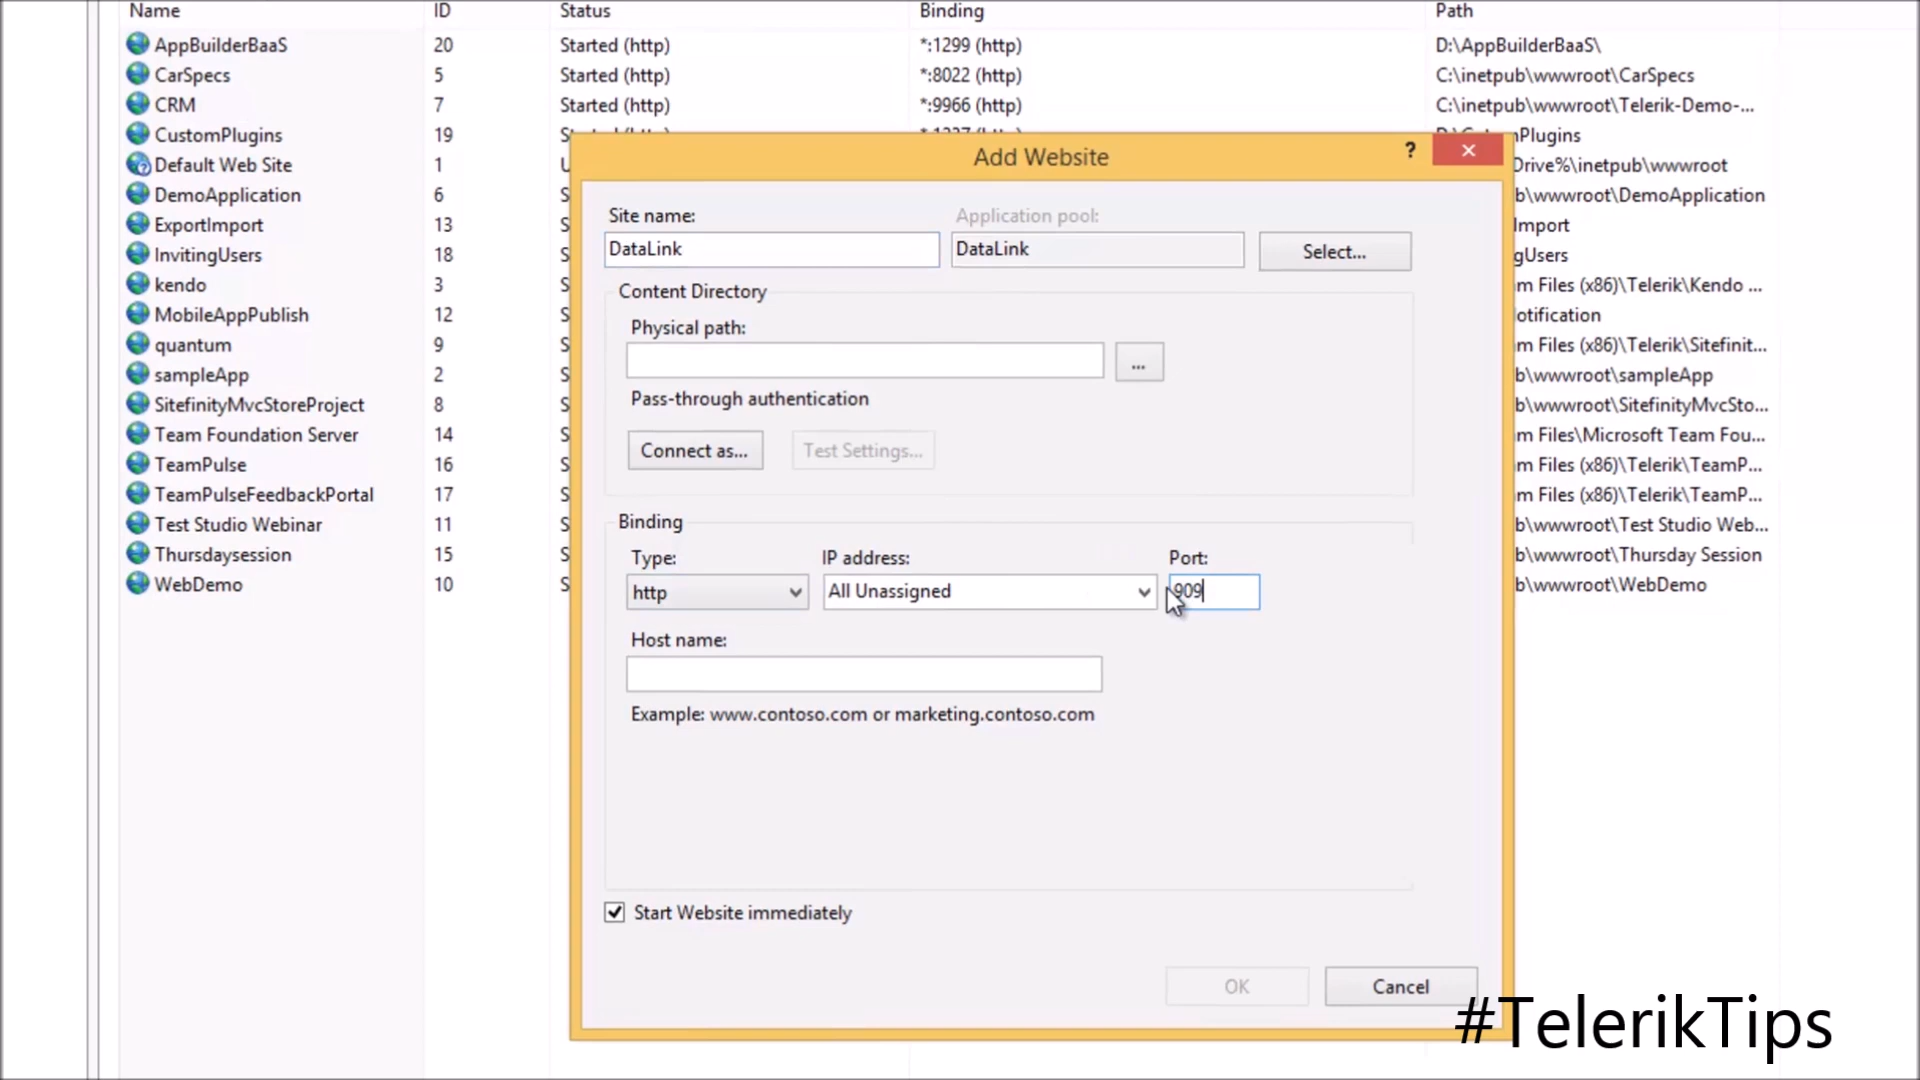 Name ID Status Binding Path
AppBuilderBaaS 20 Started (http) *:1299 (http) D:\AppBuilderBaaS\
CarSpecs 5 Started (http) *:8022 (http) C:\inetpub\wwwroot\CarSpecs
CRM 7 Started (http) *:9966 (http) C:\inetpub\wwwroot\Telerik-Demo-...
CustomPlugins 19
Default Web Site 1 Drive%\inetpub\wwwroot
DemoApplication 6 b\wwwroot\DemoApplication
ExportImport 13 Import
InvitingUsers 18 gUsers
kendo 3 m Files (x86)\Telerik\Kendo ...
MobileAppPublish 12 otification
quantum 9 m Files (x86)\Telerik\Sitefinit...
sampleApp 2 b\wwwroot\sampleApp
SitefinityMvcStoreProject 8 b\wwwroot\SitefinityMvcSto...
Team Foundation Server 14 m Files\Microsoft Team Fou...
TeamPulse 16 m Files (x86)\Telerik\TeamP...
TeamPulseFeedbackPortal 17 m Files (x86)\Telerik\TeamP...
Test Studio Webinar 11 b\wwwroot\Test Studio Web...
Thursdaysession 15 b\wwwroot\Thursday Session
WebDemo 10 b\wwwroot\WebDemo
Add Website
?
Site name: Application pool:
DataLink DataLink Select...
Content Directory
Physical path:
...
Pass-through authentication
Connect as... Test Settings...
Binding
Type: IP address: Port:
http All Unassigned 909
Host name:
Example: www.contoso.com or marketing.contoso.com
Start Website immediately
OK Cancel
#TelerikTips